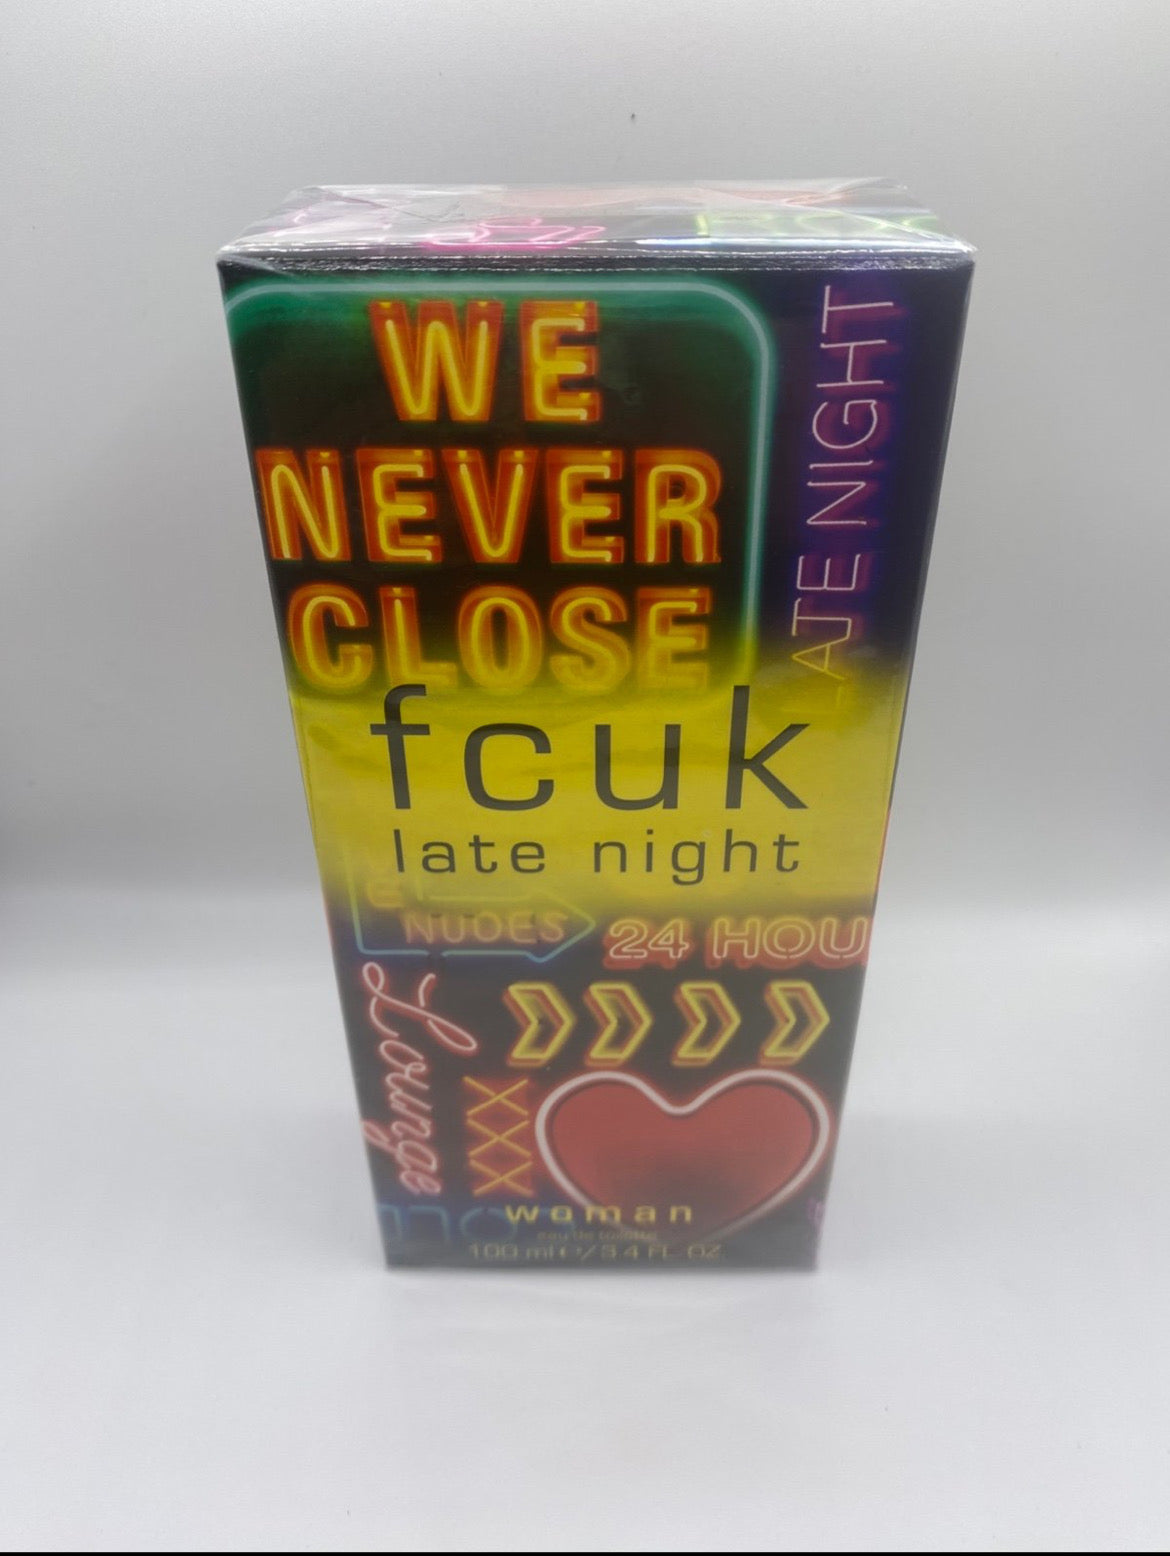 WE
NEVER
CLOSE
LATE NIGHT
fcuk
late night
NUDES
24 HOU
Lounge
XXX
woman
eau de toilette
100 ml e / 3.4 FL. OZ.